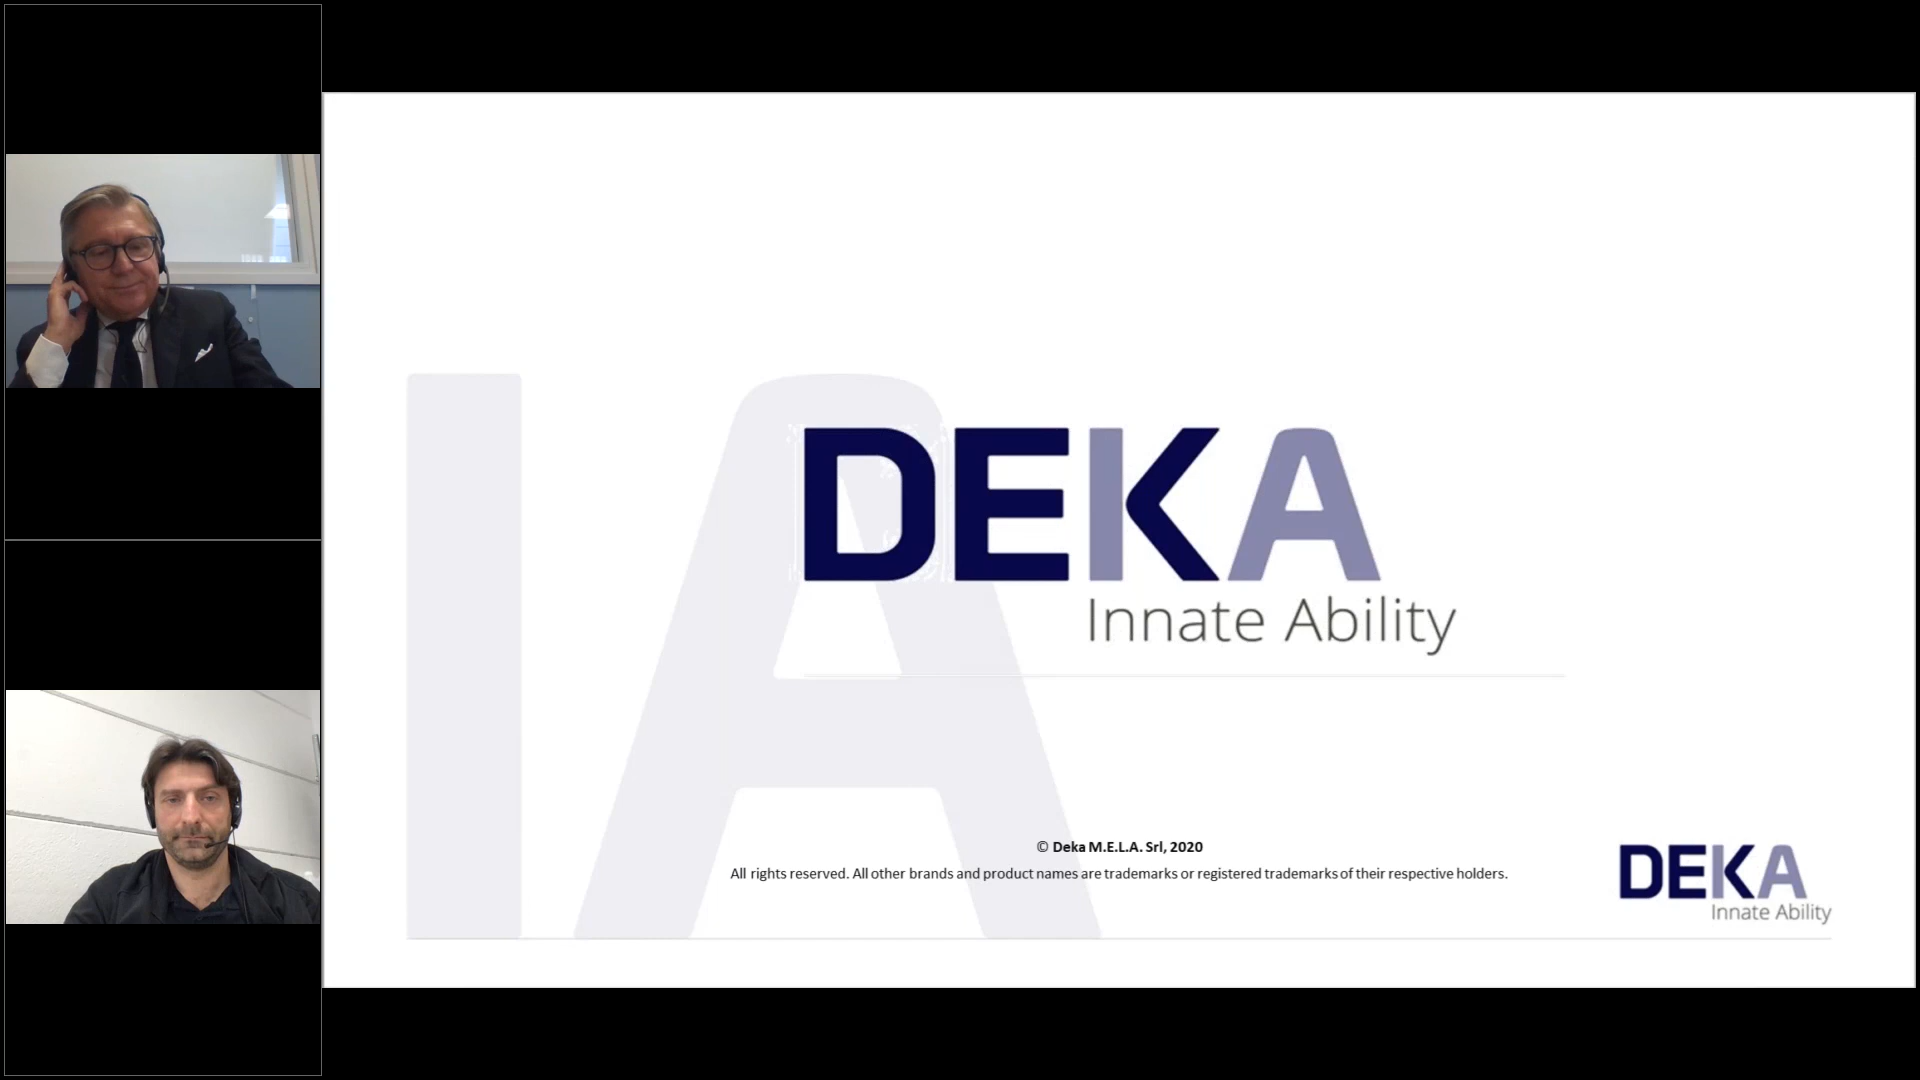 IA
DEKA
Innate Ability
© Deka M.E.L.A. Srl, 2020
All rights reserved. All other brands and product names are trademarks or registered trademarks of their respective holders.
DEKA
Innate Ability